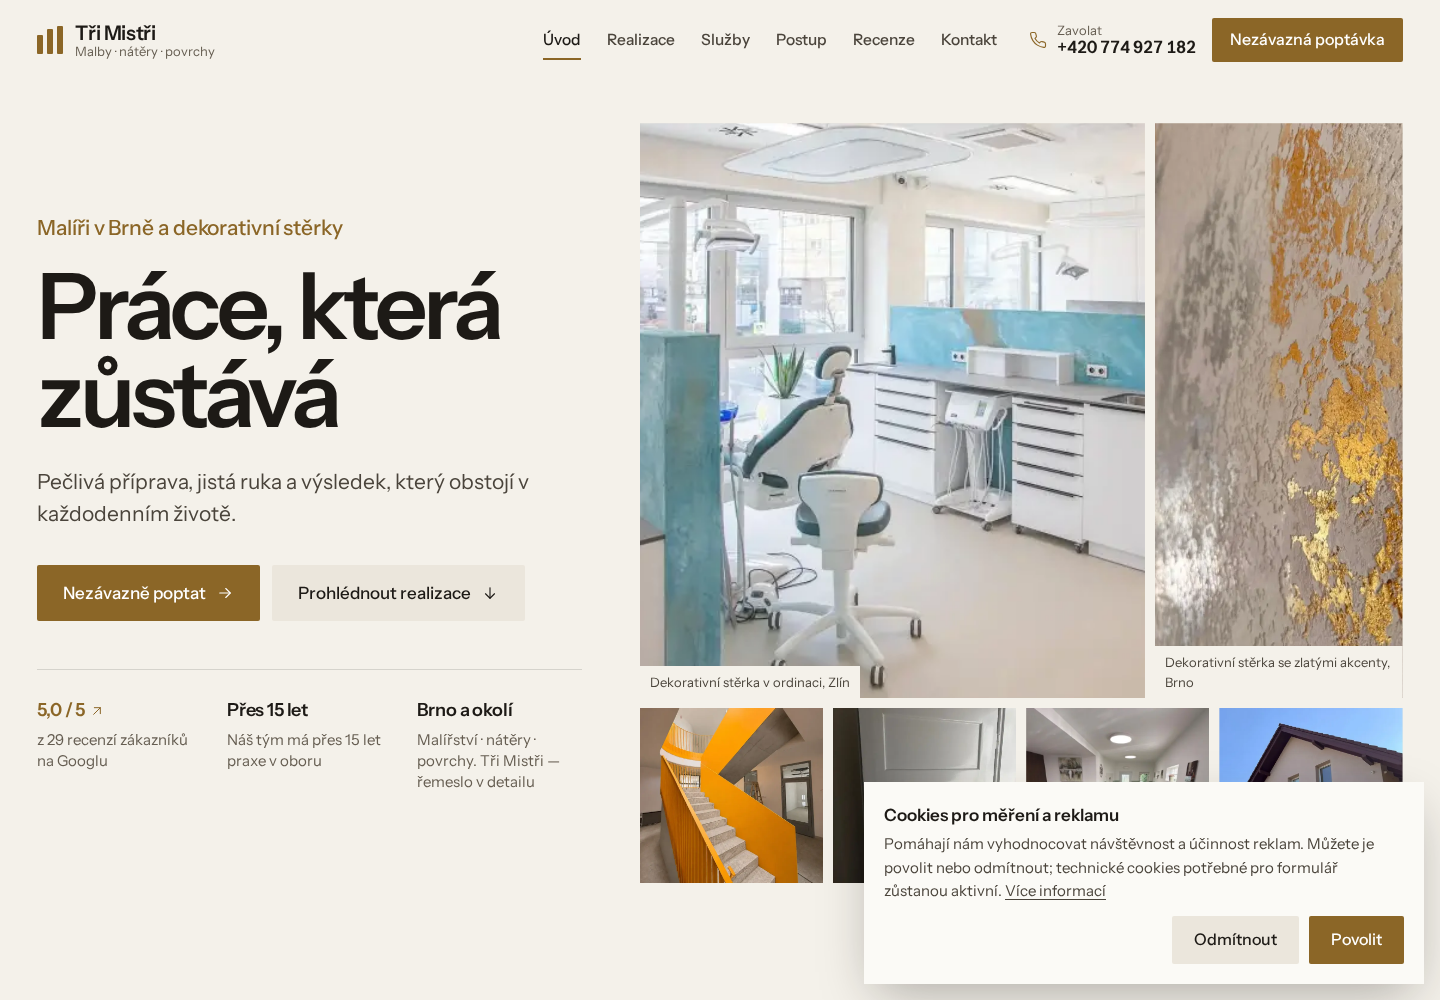 Tři Mistři
Malby · nátěry · povrchy
Úvod
Realizace
Služby
Postup
Recenze
Kontakt
Zavolat
+420 774 927 182
Nezávazná poptávka
Malíři v Brně a dekorativní stěrky
Práce, která
zůstává
Pečlivá příprava, jistá ruka a výsledek, který obstojí v
každodenním životě.
Nezávazně poptat →
Prohlédnout realizace ↓
5,0 / 5 ↗
z 29 recenzí zákazníků
na Googlu
Přes 15 let
Náš tým má přes 15 let
praxe v oboru
Brno a okolí
Malířství · nátěry ·
povrchy. Tři Mistři —
řemeslo v detailu
Dekorativní stěrka v ordinaci, Zlín
Dekorativní stěrka se zlatými akcenty,
Brno
Cookies pro měření a reklamu
Pomáhají nám vyhodnocovat návštěvnost a účinnost reklam. Můžete je
povolit nebo odmítnout; technické cookies potřebné pro formulář
zůstanou aktivní. Více informací
Odmítnout
Povolit